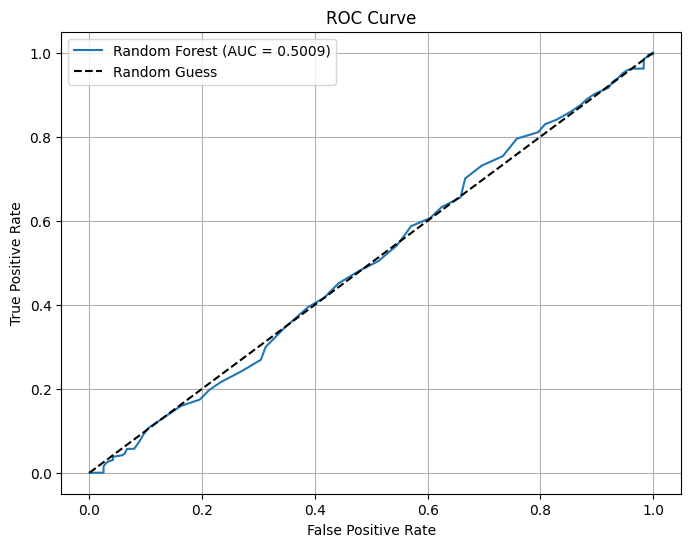 ROC Curve
Random Forest (AUC = 0.5009)
Random Guess
1.0
0.8
0.6
0.4
0.2
0.0
True Positive Rate
0.0 0.2 0.4 0.6 0.8 1.0
False Positive Rate